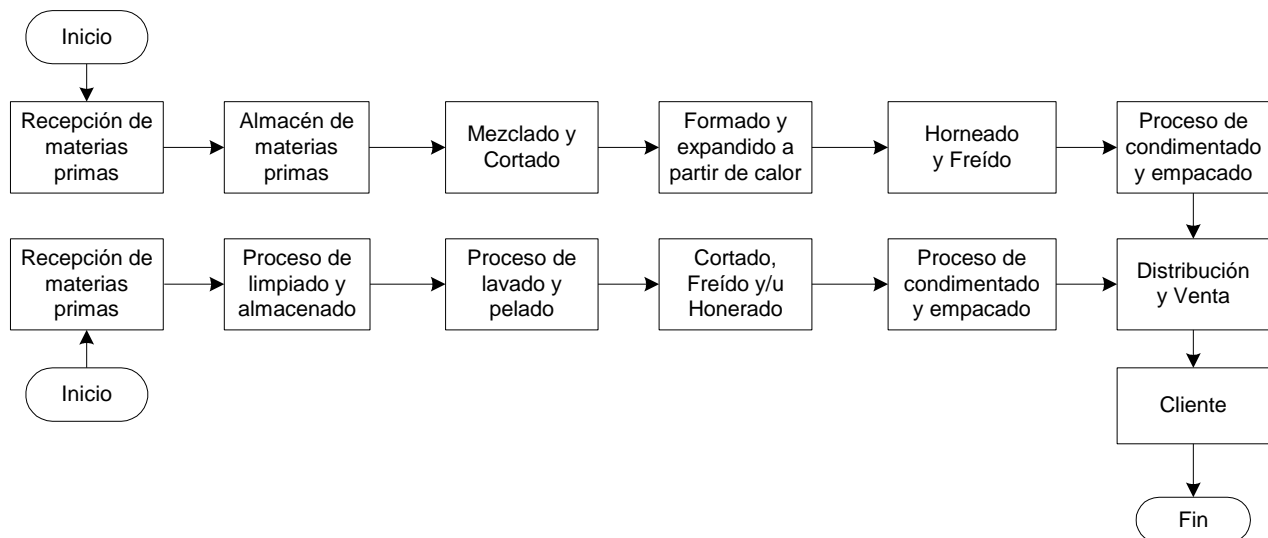 Inicio
Recepción de
materias
primas
Almacén de
materias
primas
Mezclado y
Cortado
Formado y
expandido a
partir de calor
Horneado
y Freído
Proceso de
condimentado
y empacado
Recepción de
materias
primas
Proceso de
limpiado y
almacenado
Proceso de
lavado y
pelado
Cortado,
Freído y/u
Honerado
Proceso de
condimentado
y empacado
Distribución
y Venta
Inicio
Cliente
Fin